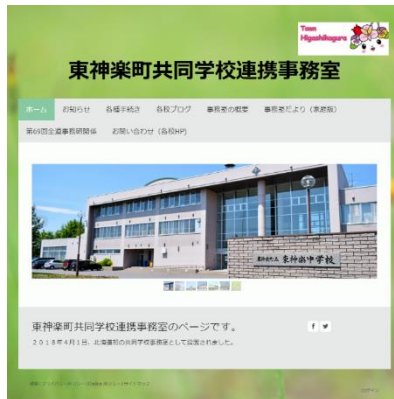 Team
Higashikagura
東神楽町共同学校連携事務室
ホーム お知らせ 各種手続き 各校ブログ 事務室の概要 事務室だより（家庭版）
第69回全道事務研関係 お問い合わせ（各校HP）
東神楽中学校
東神楽町共同学校連携事務室のページです。
2018年4月1日、北海道初の共同学校事務室として設置されました。
ログイン